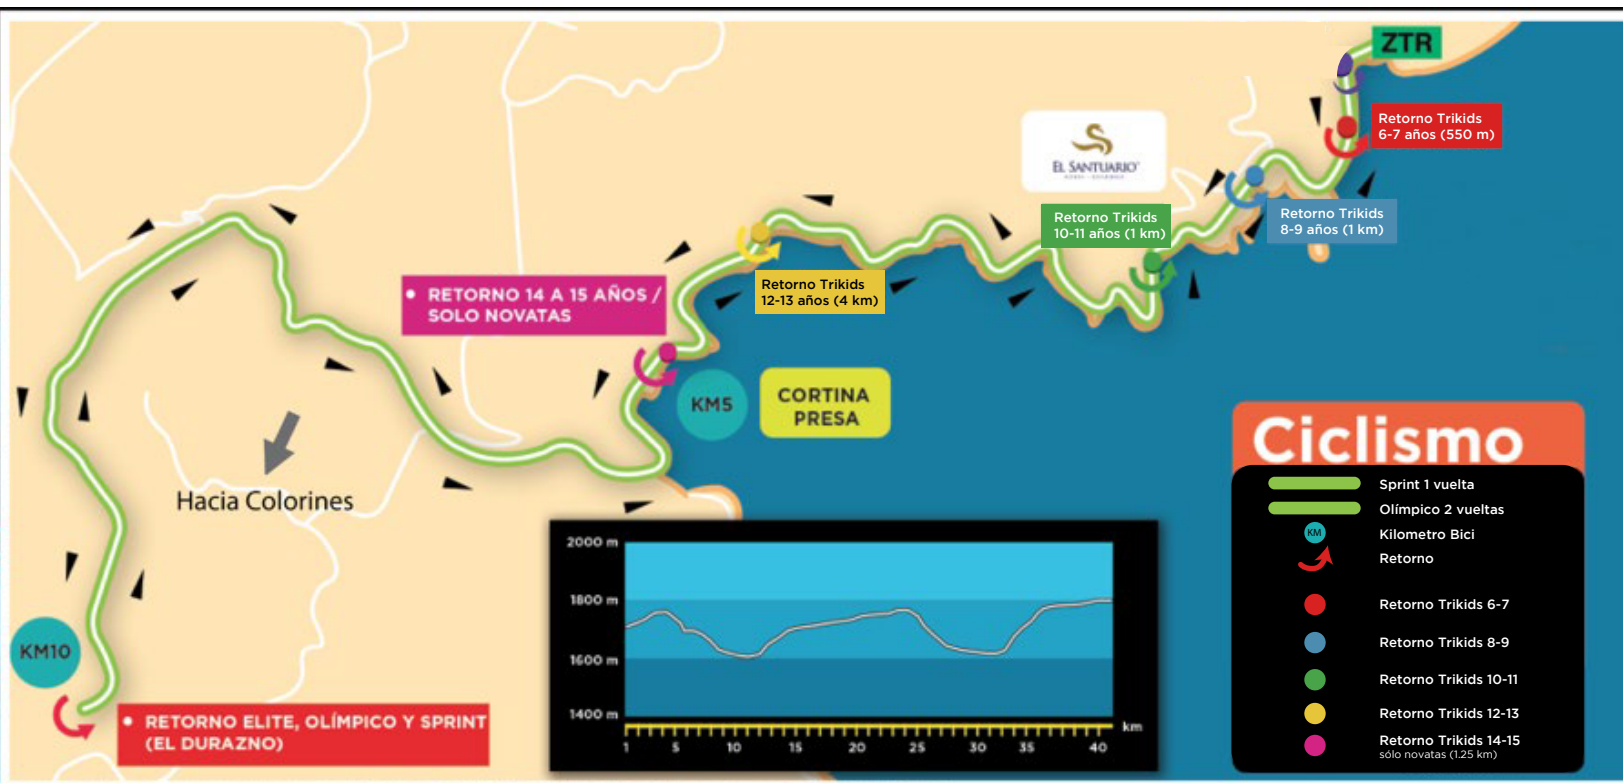 ZTR
Retorno Trikids
6-7 años (550 m)
EL SANTUARIO
Retorno Trikids
10-11 años (1 km)
Retorno Trikids
8-9 años (1 km)
Retorno Trikids
12-13 años (4 km)
• RETORNO 14 A 15 AÑOS /
SOLO NOVATAS
KM5
CORTINA
PRESA
Hacia Colorines
KM10
• RETORNO ELITE, OLÍMPICO Y SPRINT
(EL DURAZNO)
2000 m
1800 m
1600 m
1400 m
km
1 5 10 15 20 25 30 35 40
Ciclismo
Sprint 1 vuelta
Olímpico 2 vueltas
KM
Kilometro Bici
Retorno
Retorno Trikids 6-7
Retorno Trikids 8-9
Retorno Trikids 10-11
Retorno Trikids 12-13
Retorno Trikids 14-15
sólo novatas (1.25 km)